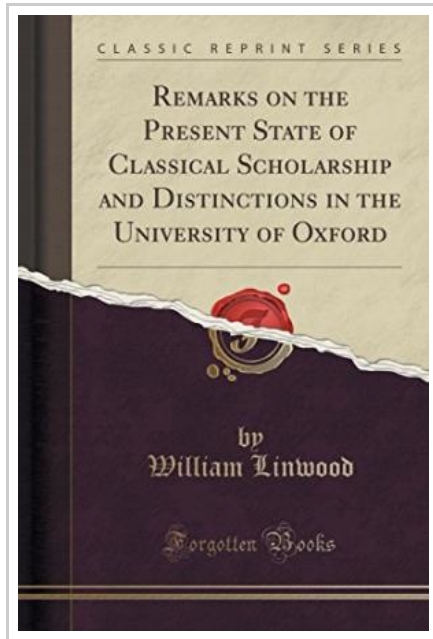 CLASSIC REPRINT SERIES
REMARKS ON THE
PRESENT STATE OF
CLASSICAL SCHOLARSHIP
AND DISTINCTIONS IN THE
UNIVERSITY OF OXFORD
by
William Linwood
Forgotten Books